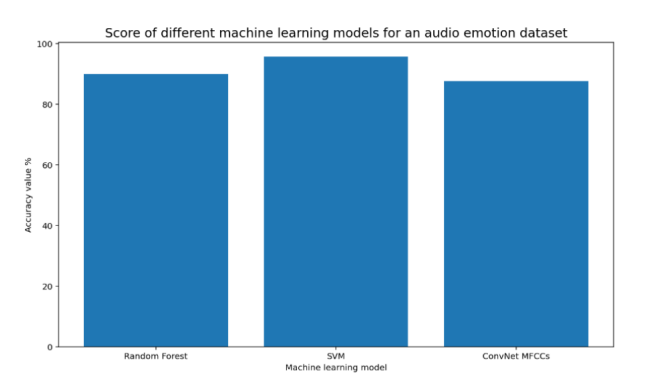 Score of different machine learning models for an audio emotion dataset
100
80
60
40
20
0
Accuracy value %
Random Forest
SVM
ConvNet MFCCs
Machine learning model